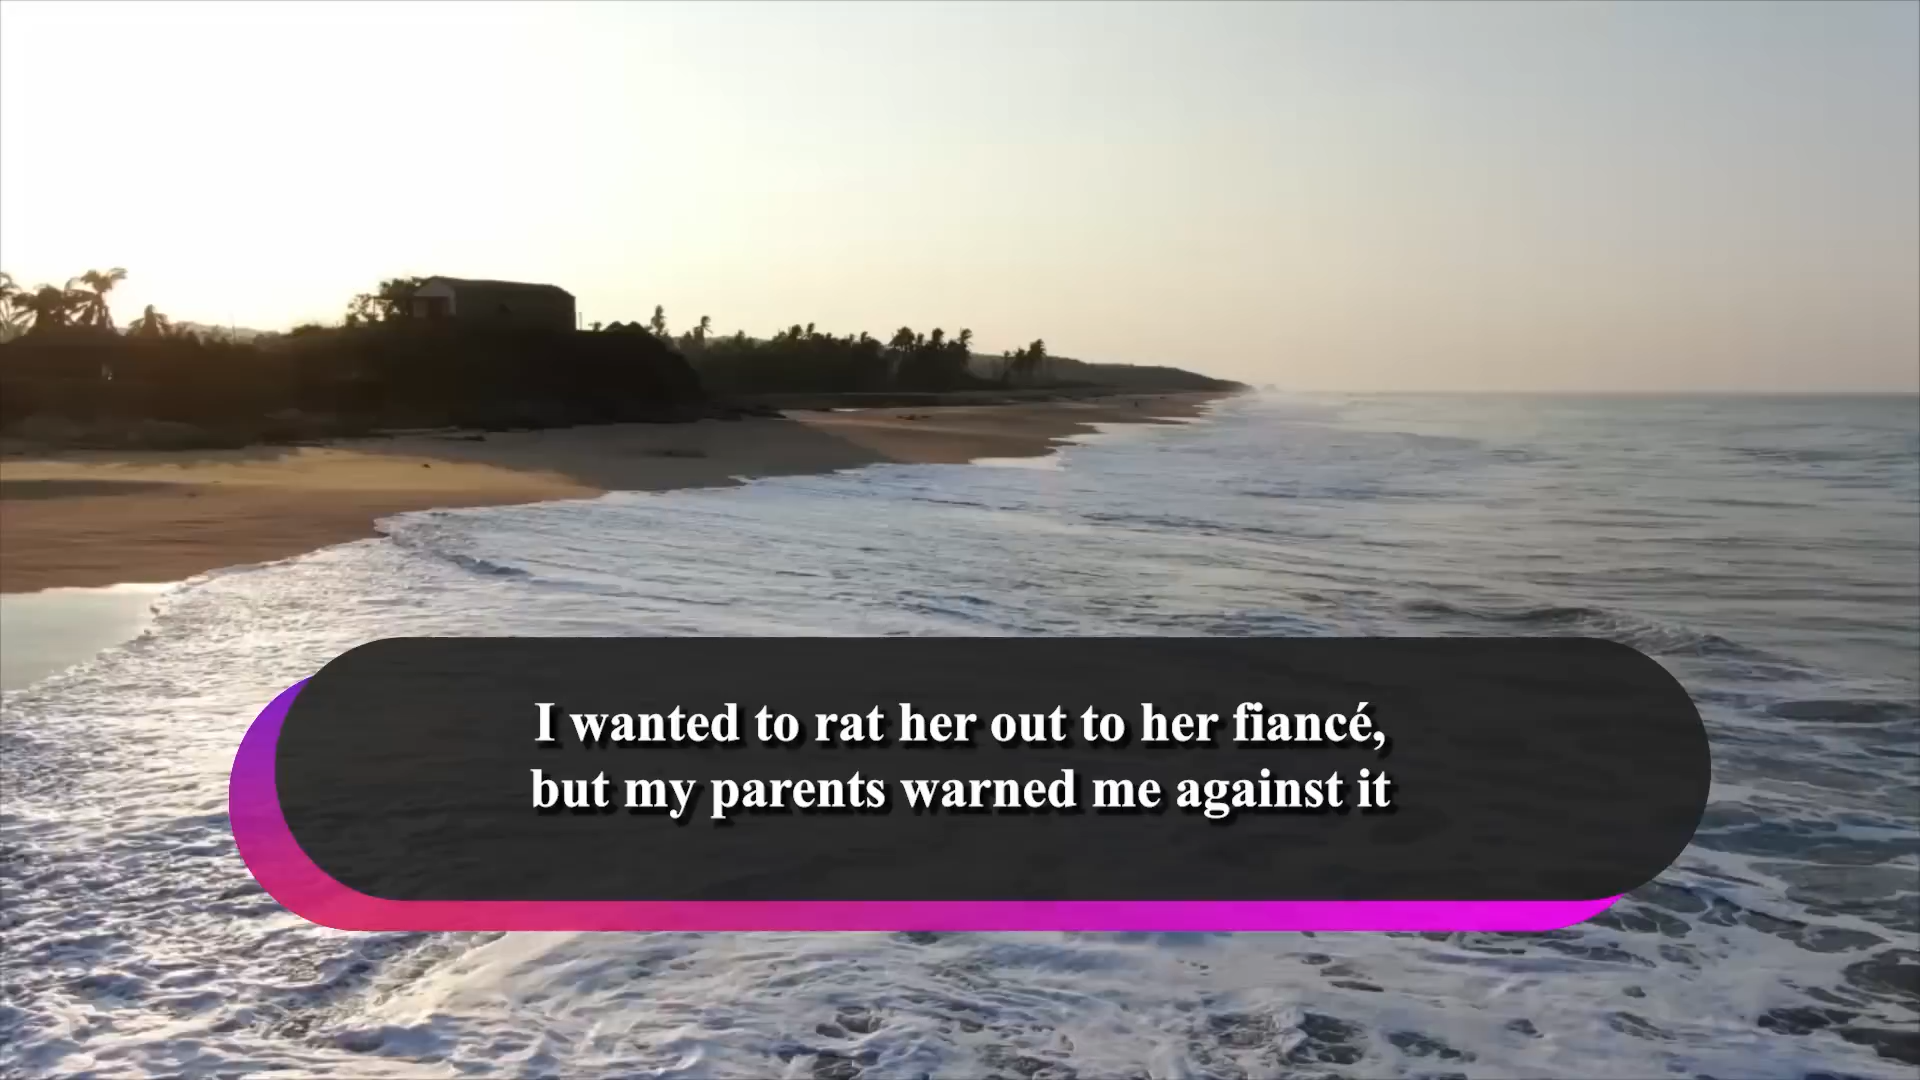 I wanted to rat her out to her fiancé,
but my parents warned me against it